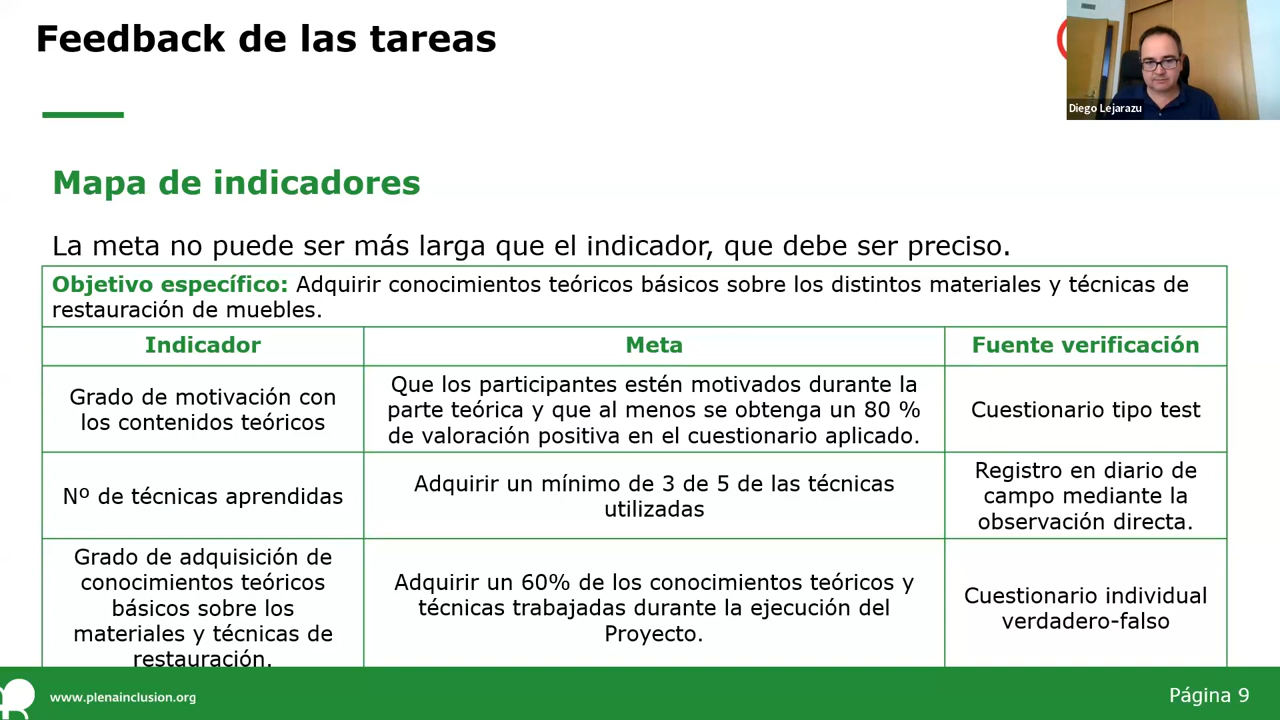 Feedback de las tareas
Diego Lejarazu
Mapa de indicadores
La meta no puede ser más larga que el indicador, que debe ser preciso.
Objetivo específico: Adquirir conocimientos teóricos básicos sobre los distintos materiales y técnicas de
restauración de muebles.
Indicador
Meta
Fuente verificación
Grado de motivación con
los contenidos teóricos
Que los participantes estén motivados durante la
parte teórica y que al menos se obtenga un 80 %
de valoración positiva en el cuestionario aplicado.
Cuestionario tipo test
Nº de técnicas aprendidas
Adquirir un mínimo de 3 de 5 de las técnicas
utilizadas
Registro en diario de
campo mediante la
observación directa.
Grado de adquisición de
conocimientos teóricos
básicos sobre los
materiales y técnicas de
restauración.
Adquirir un 60% de los conocimientos teóricos y
técnicas trabajadas durante la ejecución del
Proyecto.
Cuestionario individual
verdadero-falso
www.plenainclusion.org
Página 9